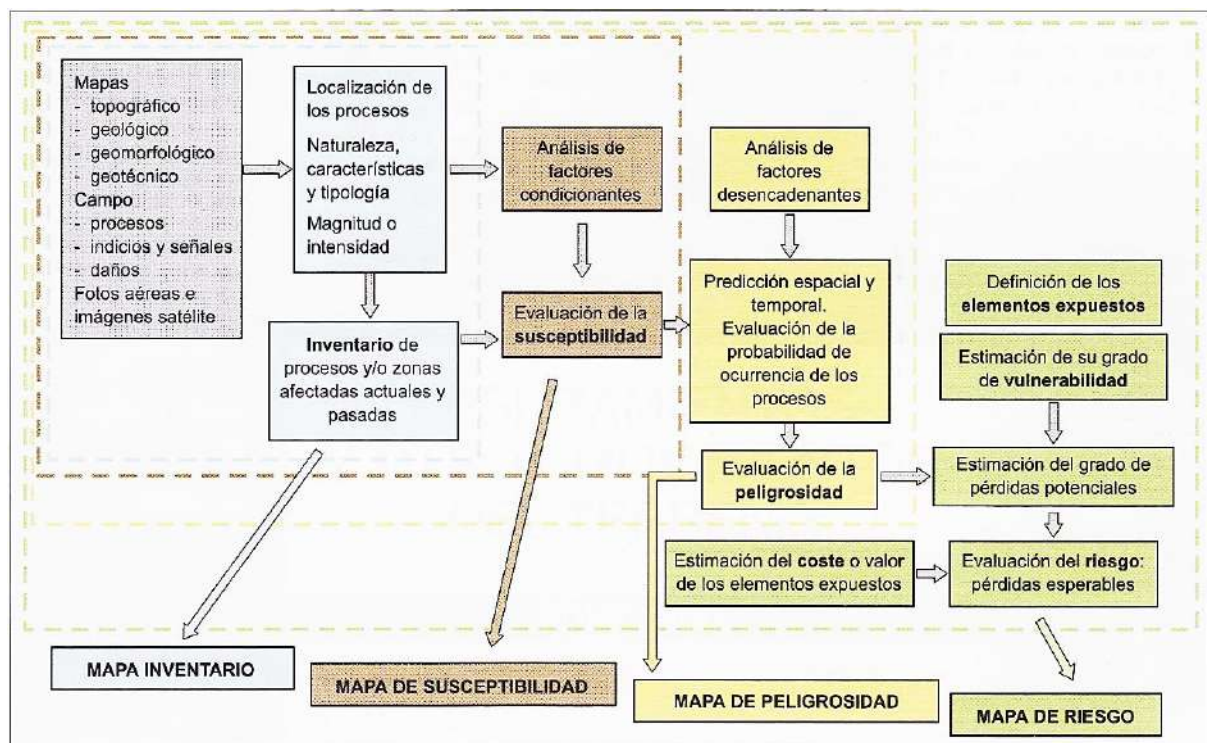 Mapas
- topográfico
- geológico
- geomorfológico
- geotécnico
Campo
- procesos
- indicios y señales
- daños
Fotos aéreas e
imágenes satélite
Localización de
los procesos
Naturaleza,
características
y tipología
Magnitud o
intensidad
Inventario de
procesos y/o zonas
afectadas actuales y
pasadas
Análisis de
factores
condicionantes
Evaluación de la
susceptibilidad
Análisis de
factores
desencadenantes
Predicción espacial y
temporal.
Evaluación de la
probabilidad de
ocurrencia de los
procesos
Evaluación de la
peligrosidad
Definición de los
elementos expuestos
Estimación de su grado
de vulnerabilidad
Estimación del grado de
pérdidas potenciales
Estimación del coste o valor
de los elementos expuestos
Evaluación del riesgo:
pérdidas esperables
MAPA INVENTARIO
MAPA DE SUSCEPTIBILIDAD
MAPA DE PELIGROSIDAD
MAPA DE RIESGO